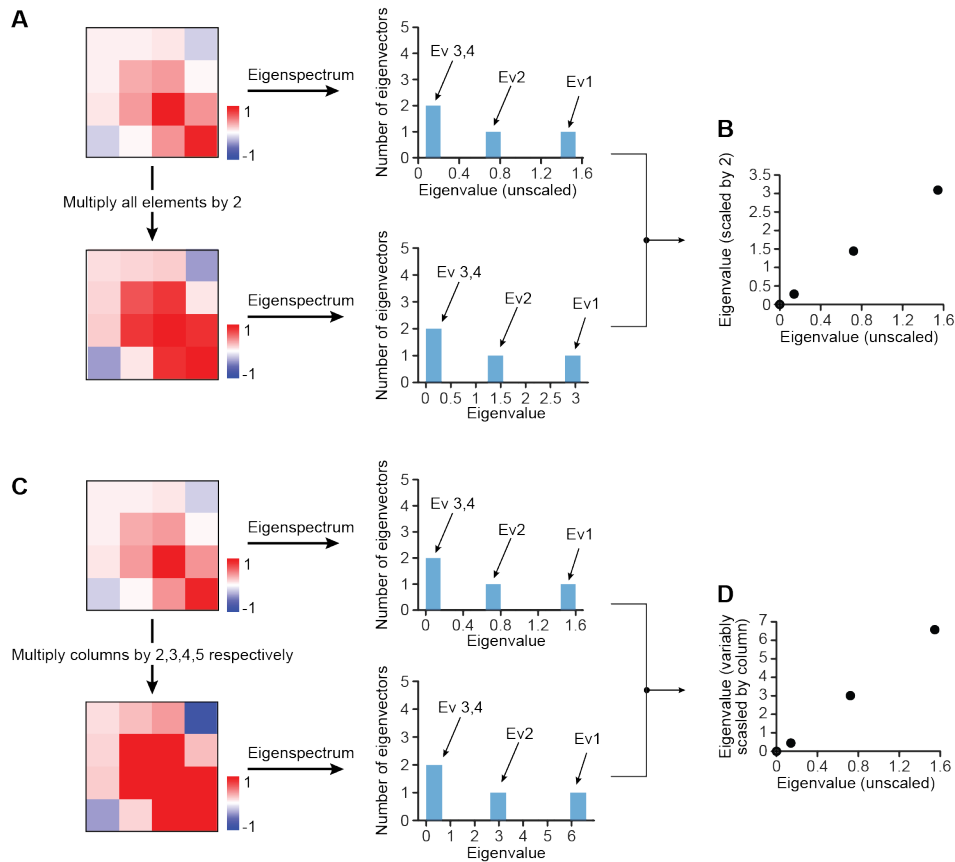 A
Eigenspectrum
1
-1
Multiply all elements by 2
Eigenspectrum
1
-1
Number of eigenvectors
5
4
3
2
1
0
Ev 3,4
Ev2
Ev1
0 0.4 0.8 1.2 1.6
Eigenvalue (unscaled)
Number of eigenvectors
5
4
3
2
1
0
Ev 3,4
Ev2
Ev1
0 0.5 1 1.5 2 2.5 3
Eigenvalue
B
Eigenvalue (scaled by 2)
3.5
3
2.5
2
1.5
1
0.5
0
0 0.4 0.8 1.2 1.6
Eigenvalue (unscaled)
C
Eigenspectrum
1
-1
Multiply columns by 2,3,4,5 respectively
Eigenspectrum
1
-1
Number of eigenvectors
5
4
3
2
1
0
Ev 3,4
Ev2
Ev1
0 0.4 0.8 1.2 1.6
Eigenvalue
Number of eigenvectors
5
4
3
2
1
0
Ev 3,4
Ev2
Ev1
0 1 2 3 4 5 6
Eigenvalue
D
Eigenvalue (variably
scasled by column)
7
6
5
4
3
2
1
0
0 0.4 0.8 1.2 1.6
Eigenvalue (unscaled)